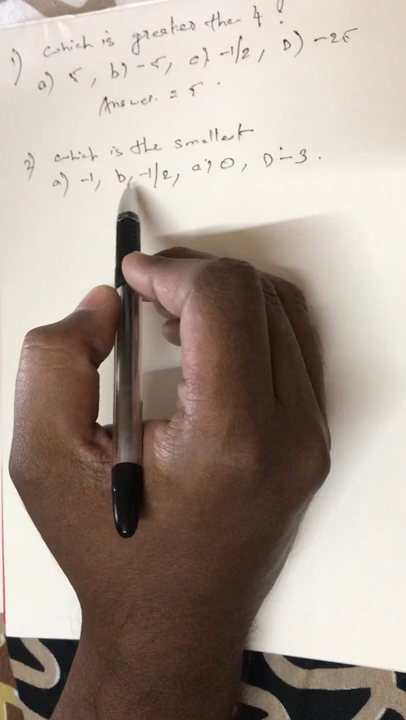 1) which is greater than 4?
a) 5, b) -5, c) -1/2, D) -25
Answer = 5.
2) which is the smallest
a) -1, b, -1/2, a) 0, D -3.